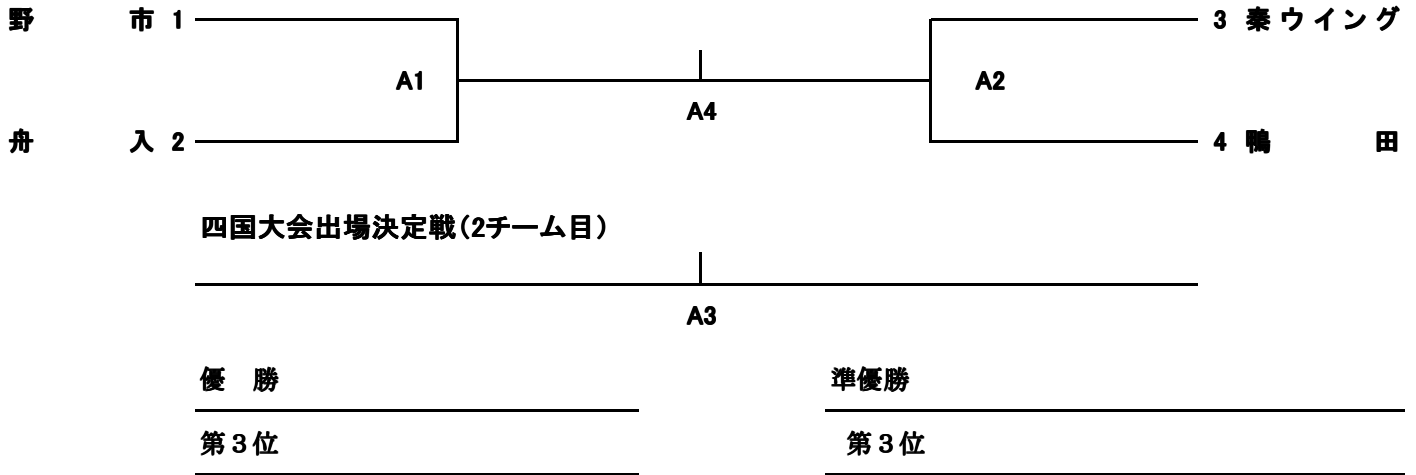 野 市 1 3 秦ウイング
A1 A2
A4
舟 入 2 4 鴨 田
四国大会出場決定戦(2チーム目)
A3
優 勝 準優勝
第3位 第3位